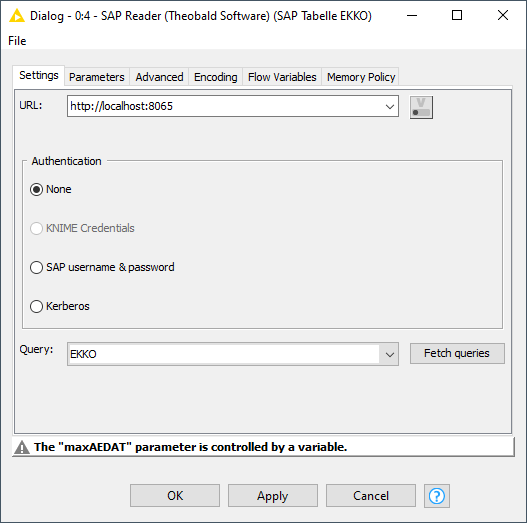 Dialog - 0:4 - SAP Reader (Theobald Software) (SAP Tabelle EKKO)
File
Settings Parameters Advanced Encoding Flow Variables Memory Policy
URL: http://localhost:8065 V
Authentication
None
KNIME Credentials
SAP username & password
Kerberos
Query: EKKO Fetch queries
The "maxAEDAT" parameter is controlled by a variable.
OK Apply Cancel ?